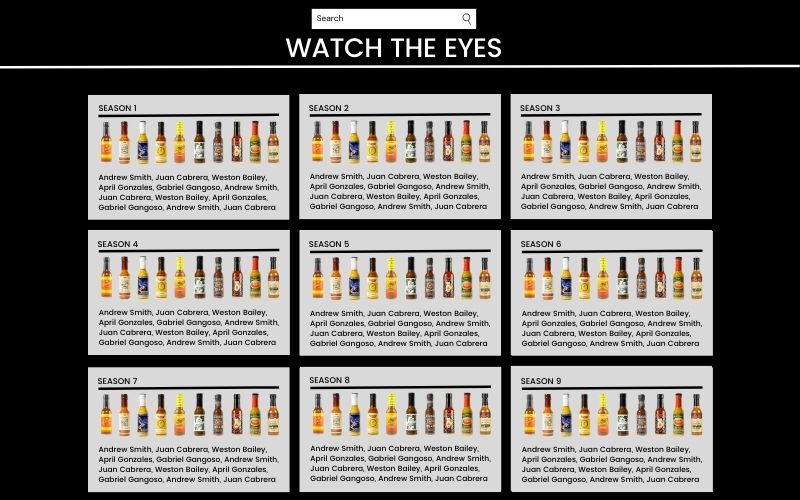 Search
WATCH THE EYES
SEASON 1
Andrew Smith, Juan Cabrera, Weston Bailey,
April Gonzales, Gabriel Gangoso, Andrew Smith,
Juan Cabrera, Weston Bailey, April Gonzales,
Gabriel Gangoso, Andrew Smith, Juan Cabrera
SEASON 2
Andrew Smith, Juan Cabrera, Weston Bailey,
April Gonzales, Gabriel Gangoso, Andrew Smith,
Juan Cabrera, Weston Bailey, April Gonzales,
Gabriel Gangoso, Andrew Smith, Juan Cabrera
SEASON 3
Andrew Smith, Juan Cabrera, Weston Bailey,
April Gonzales, Gabriel Gangoso, Andrew Smith,
Juan Cabrera, Weston Bailey, April Gonzales,
Gabriel Gangoso, Andrew Smith, Juan Cabrera
SEASON 4
Andrew Smith, Juan Cabrera, Weston Bailey,
April Gonzales, Gabriel Gangoso, Andrew Smith,
Juan Cabrera, Weston Bailey, April Gonzales,
Gabriel Gangoso, Andrew Smith, Juan Cabrera
SEASON 5
Andrew Smith, Juan Cabrera, Weston Bailey,
April Gonzales, Gabriel Gangoso, Andrew Smith,
Juan Cabrera, Weston Bailey, April Gonzales,
Gabriel Gangoso, Andrew Smith, Juan Cabrera
SEASON 6
Andrew Smith, Juan Cabrera, Weston Bailey,
April Gonzales, Gabriel Gangoso, Andrew Smith,
Juan Cabrera, Weston Bailey, April Gonzales,
Gabriel Gangoso, Andrew Smith, Juan Cabrera
SEASON 7
Andrew Smith, Juan Cabrera, Weston Bailey,
April Gonzales, Gabriel Gangoso, Andrew Smith,
Juan Cabrera, Weston Bailey, April Gonzales,
Gabriel Gangoso, Andrew Smith, Juan Cabrera
SEASON 8
Andrew Smith, Juan Cabrera, Weston Bailey,
April Gonzales, Gabriel Gangoso, Andrew Smith,
Juan Cabrera, Weston Bailey, April Gonzales,
Gabriel Gangoso, Andrew Smith, Juan Cabrera
SEASON 9
Andrew Smith, Juan Cabrera, Weston Bailey,
April Gonzales, Gabriel Gangoso, Andrew Smith,
Juan Cabrera, Weston Bailey, April Gonzales,
Gabriel Gangoso, Andrew Smith, Juan Cabrera